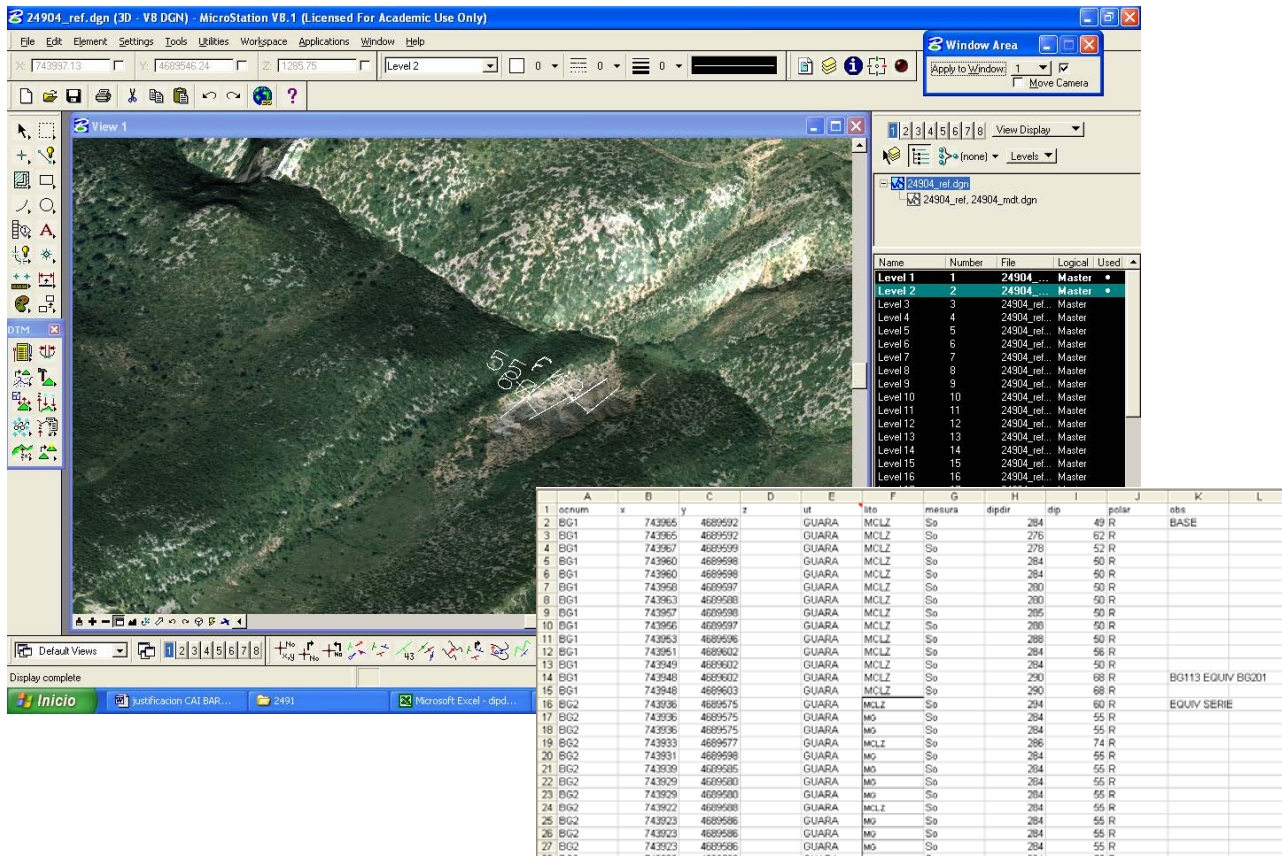 24904_ref.dgn (3D - V8 DGN) - MicroStation V8.1 (Licensed For Academic Use Only)
File Edit Element Settings Tools Utilities Workspace Applications Window Help
X: 743997.13 Y: 4689546.24 Z: 1285.75 Level 2 0 0 0
Window Area
Apply to Window: 1
Move Camera
View 1
1 2 3 4 5 6 7 8 View Display
(none) Levels
24904_ref.dgn
24904_ref, 24904_mdt.dgn
Name Number File Logical Used
Level 1 1 24904_... Master
Level 2 2 24904_... Master
Level 3 3 24904_ref... Master
Level 4 4 24904_ref... Master
Level 5 5 24904_ref... Master
Level 6 6 24904_ref... Master
Level 7 7 24904_ref... Master
Level 8 8 24904_ref... Master
Level 9 9 24904_ref... Master
Level 10 10 24904_ref... Master
Level 11 11 24904_ref... Master
Level 12 12 24904_ref... Master
Level 13 13 24904_ref... Master
Level 14 14 24904_ref... Master
Level 15 15 24904_ref... Master
Level 16 16 24904_ref... Master
DTM
Default Views 1 2 3 4 5 6 7 8
Display complete
Inicio justificacion CAI BAR... 2491 Microsoft Excel - dipd...
A B C D E F G H I J K L
1 ocnum x y z ut lito mesura dipdir dip polar obs
2 BG1 743965 4689592 GUARA MCLZ So 284 49 R BASE
3 BG1 743965 4689592 GUARA MCLZ So 276 62 R
4 BG1 743967 4689599 GUARA MCLZ So 278 52 R
5 BG1 743960 4689598 GUARA MCLZ So 284 50 R
6 BG1 743960 4689598 GUARA MCLZ So 284 50 R
7 BG1 743958 4689597 GUARA MCLZ So 280 50 R
8 BG1 743963 4689588 GUARA MCLZ So 280 50 R
9 BG1 743957 4689598 GUARA MCLZ So 285 50 R
10 BG1 743956 4689597 GUARA MCLZ So 288 50 R
11 BG1 743953 4689596 GUARA MCLZ So 288 50 R
12 BG1 743951 4689602 GUARA MCLZ So 284 56 R
13 BG1 743949 4689602 GUARA MCLZ So 284 50 R
14 BG1 743948 4689602 GUARA MCLZ So 290 68 R BG113 EQUIV BG201
15 BG1 743948 4689603 GUARA MCLZ So 290 68 R
16 BG2 743936 4689575 GUARA MCLZ So 294 60 R EQUIV SERIE
17 BG2 743936 4689575 GUARA MG So 284 55 R
18 BG2 743936 4689575 GUARA MG So 284 55 R
19 BG2 743933 4689577 GUARA MCLZ So 286 74 R
20 BG2 743931 4689598 GUARA MG So 284 55 R
21 BG2 743939 4689585 GUARA MG So 284 55 R
22 BG2 743929 4689580 GUARA MG So 284 55 R
23 BG2 743929 4689580 GUARA MG So 284 55 R
24 BG2 743922 4689588 GUARA MCLZ So 284 55 R
25 BG2 743923 4689586 GUARA MG So 284 55 R
26 BG2 743923 4689586 GUARA MG So 284 55 R
27 BG2 743923 4689586 GUARA MG So 284 55 R